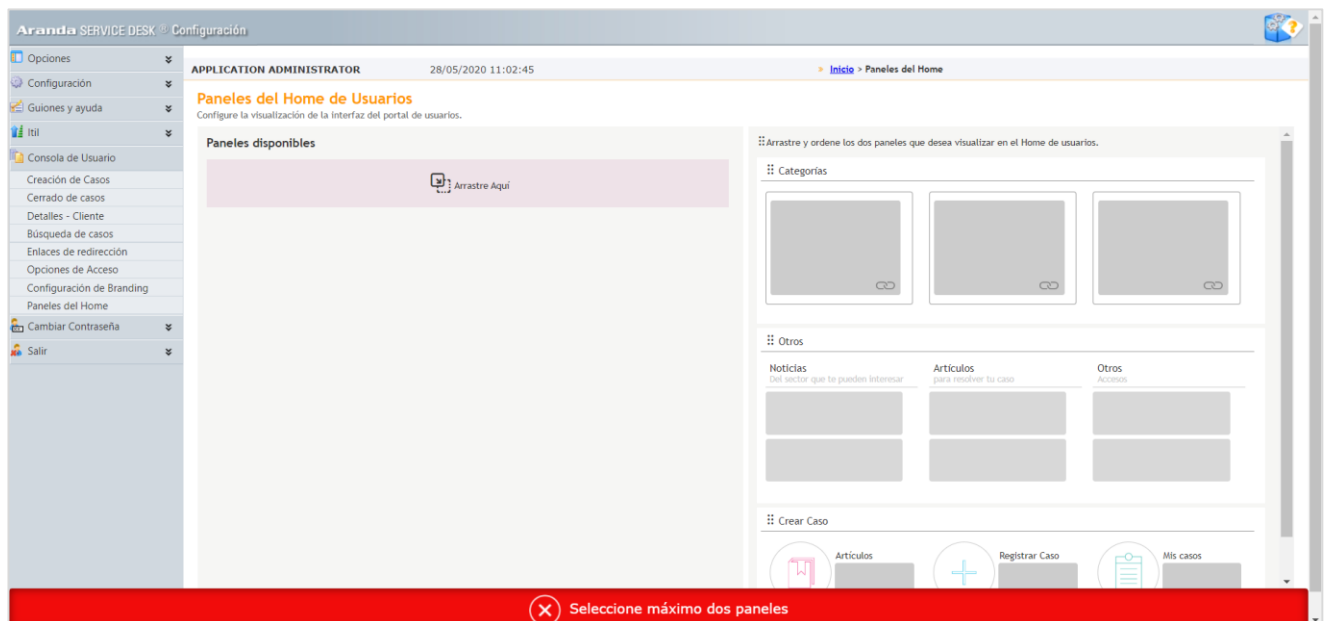 Aranda SERVICE DESK ® Configuración
Opciones
Configuración
Guiones y ayuda
Itil
Consola de Usuario
Creación de Casos
Cerrado de casos
Detalles - Cliente
Búsqueda de casos
Enlaces de redirección
Opciones de Acceso
Configuración de Branding
Paneles del Home
Cambiar Contraseña
Salir
APPLICATION ADMINISTRATOR 28/05/2020 11:02:45 » Inicio > Paneles del Home
Paneles del Home de Usuarios
Configure la visualización de la interfaz del portal de usuarios.
Paneles disponibles
Arrastre Aquí
Arrastre y ordene los dos paneles que desea visualizar en el Home de usuarios.
Categorías
Otros
Noticias Artículos Otros
Del sector que te pueden interesar para resolver tu caso Accesos
Crear Caso
Artículos Registrar Caso Mis casos
Seleccione máximo dos paneles